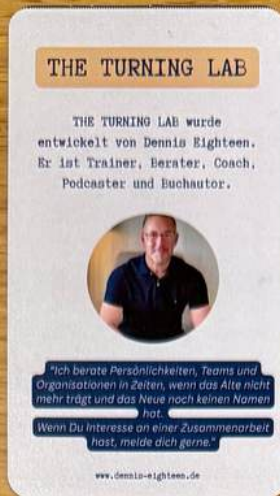 THE TURNING LAB
THE TURNING LAB wurde
entwickelt von Dennis Eighteen.
Er ist Trainer, Berater, Coach,
Podcaster und Buchautor.
"Ich berate Persönlichkeiten, Teams und
Organisationen in Zeiten, wenn das Alte nicht
mehr trägt und das Neue noch keinen Namen
hat.
Wenn Du Interesse an einer Zusammenarbeit
hast, melde dich gerne."
www.dennis-eighteen.de